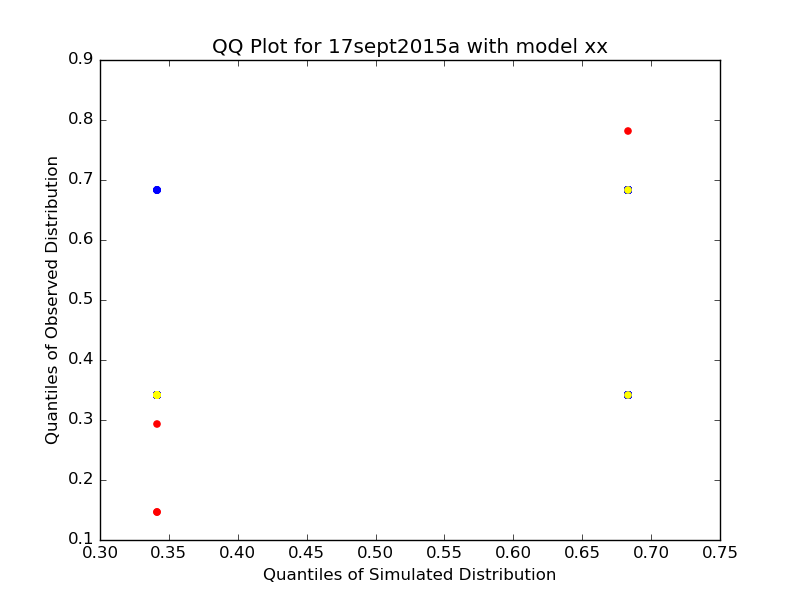 QQ Plot for 17sept2015a with model xx
0.9
0.8
0.7
0.6
0.5
0.4
0.3
0.2
0.1
Quantiles of Observed Distribution
0.30 0.35 0.40 0.45 0.50 0.55 0.60 0.65 0.70 0.75
Quantiles of Simulated Distribution